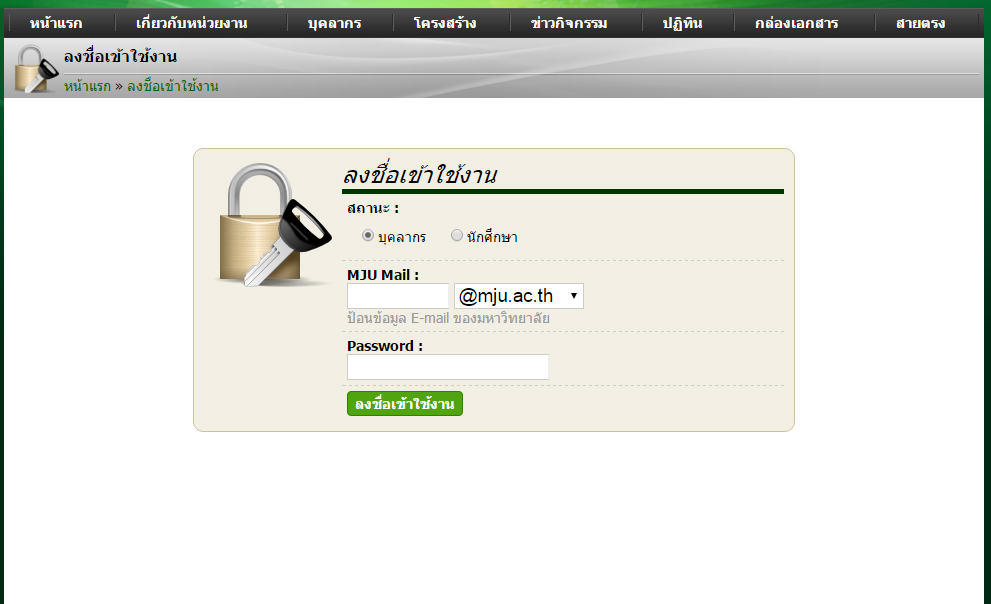 หน้าแรก เกี่ยวกับหน่วยงาน บุคลากร โครงสร้าง ข่าวกิจกรรม ปฏิทิน กล่องเอกสาร สายตรง
ลงชื่อเข้าใช้งาน
หน้าแรก » ลงชื่อเข้าใช้งาน
ลงชื่อเข้าใช้งาน
สถานะ :
บุคลากร นักศึกษา
MJU Mail :
@mju.ac.th
ป้อนข้อมูล E-mail ของมหาวิทยาลัย
Password :
ลงชื่อเข้าใช้งาน